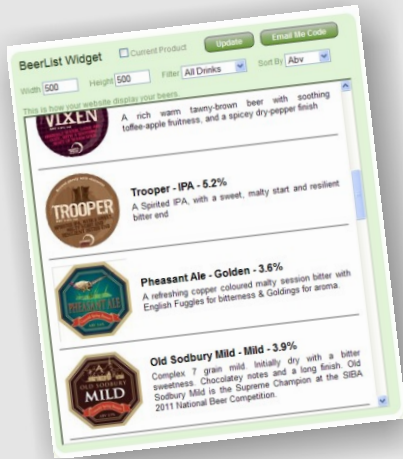 BeerList Widget
Current Product
Update
Email Me Code
Width 500
Height 500
Filter All Drinks
Sort By Abv
This is how your website display your beers.
VIXEN
A rich warm tawny-brown beer with soothing
toffee-apple fruitness, and a spicey dry-pepper finish
TROOPER
Trooper - IPA - 5.2%
A Spirited IPA, with a sweet, malty start and resilient
bitter end
PHEASANT ALE
Pheasant Ale - Golden - 3.6%
A refreshing copper coloured malty session bitter with
English Fuggles for bitterness & Goldings for aroma.
OLD SODBURY
MILD
Old Sodbury Mild - Mild - 3.9%
Complex 7 grain mild. Initially dry with a bitter
sweetness. Chocolatey notes and a long finish. Old
Sodbury Mild is the Supreme Champion at the SIBA
2011 National Beer Competition.